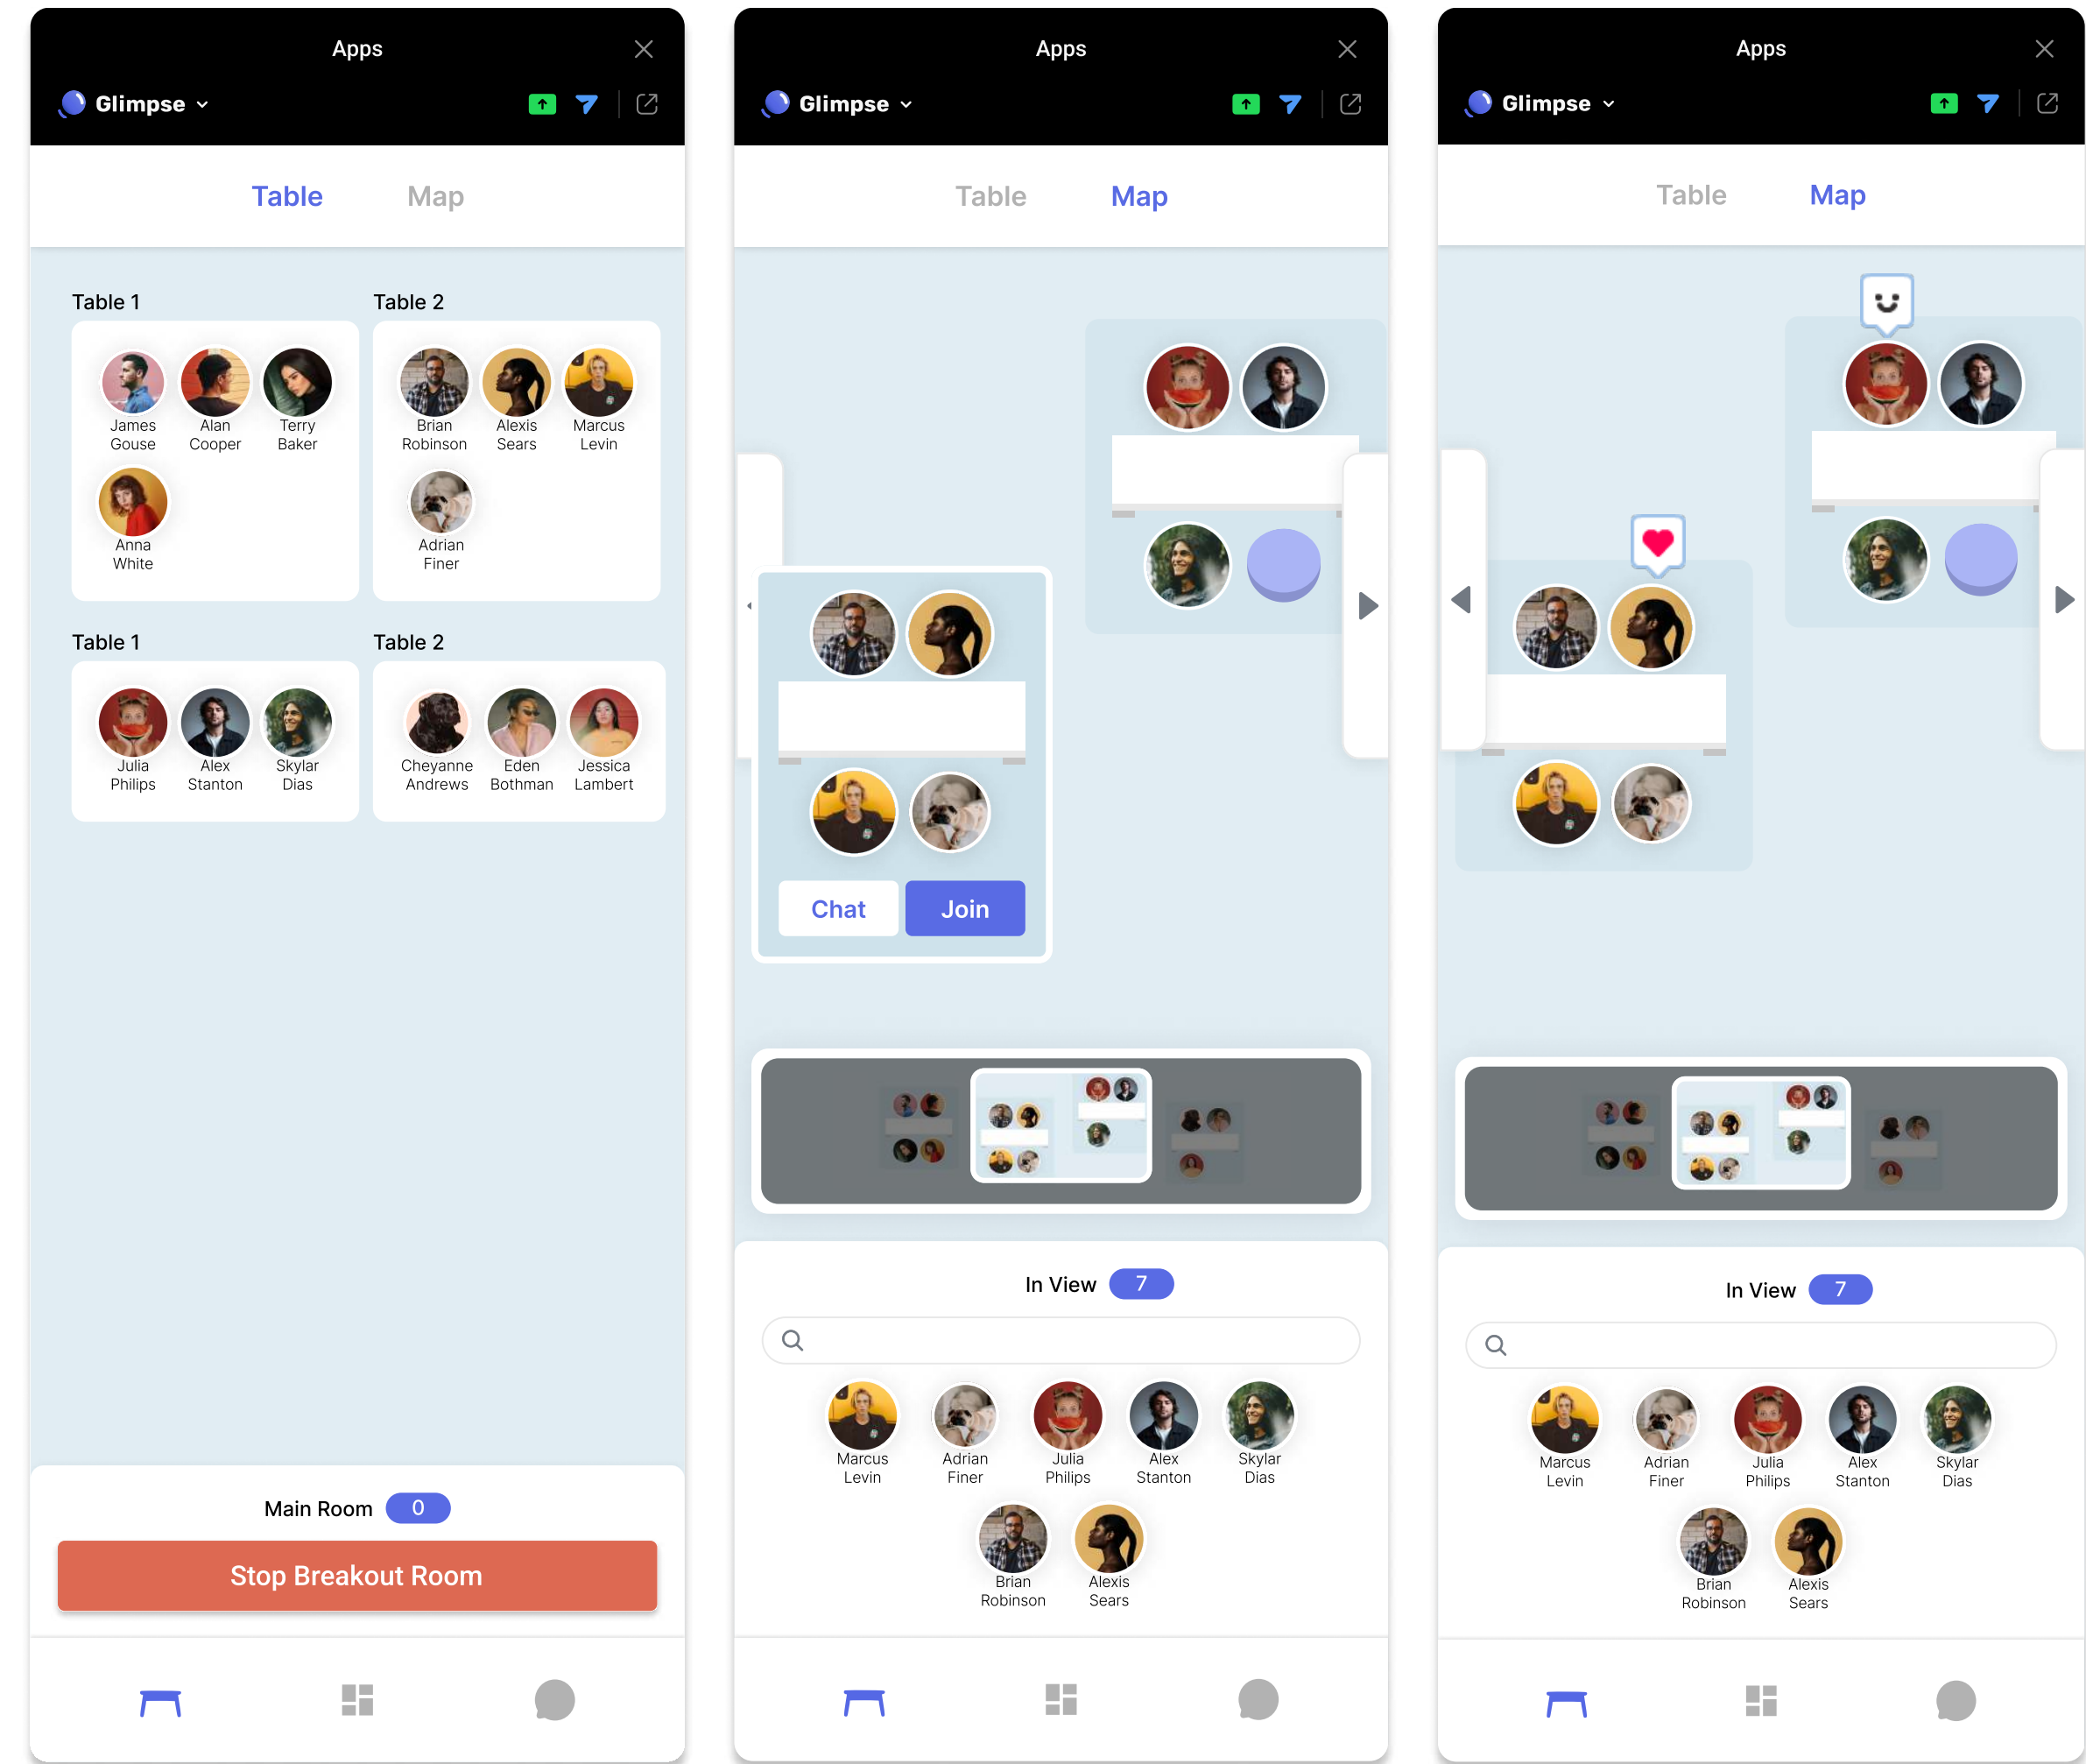 Apps
Glimpse
Table Map
Table 1 Table 2
James Alan Terry Brian Alexis Marcus
Gouse Cooper Baker Robinson Sears Levin
Anna Adrian
White Finer
Table 1 Table 2
Julia Alex Skylar Cheyanne Eden Jessica
Philips Stanton Dias Andrews Bothman Lambert
Main Room 0
Stop Breakout Room
Apps
Glimpse
Table Map
Chat Join
In View 7
Marcus Adrian Julia Alex Skylar
Levin Finer Philips Stanton Dias
Brian Alexis
Robinson Sears
Apps
Glimpse
Table Map
In View 7
Marcus Adrian Julia Alex Skylar
Levin Finer Philips Stanton Dias
Brian Alexis
Robinson Sears